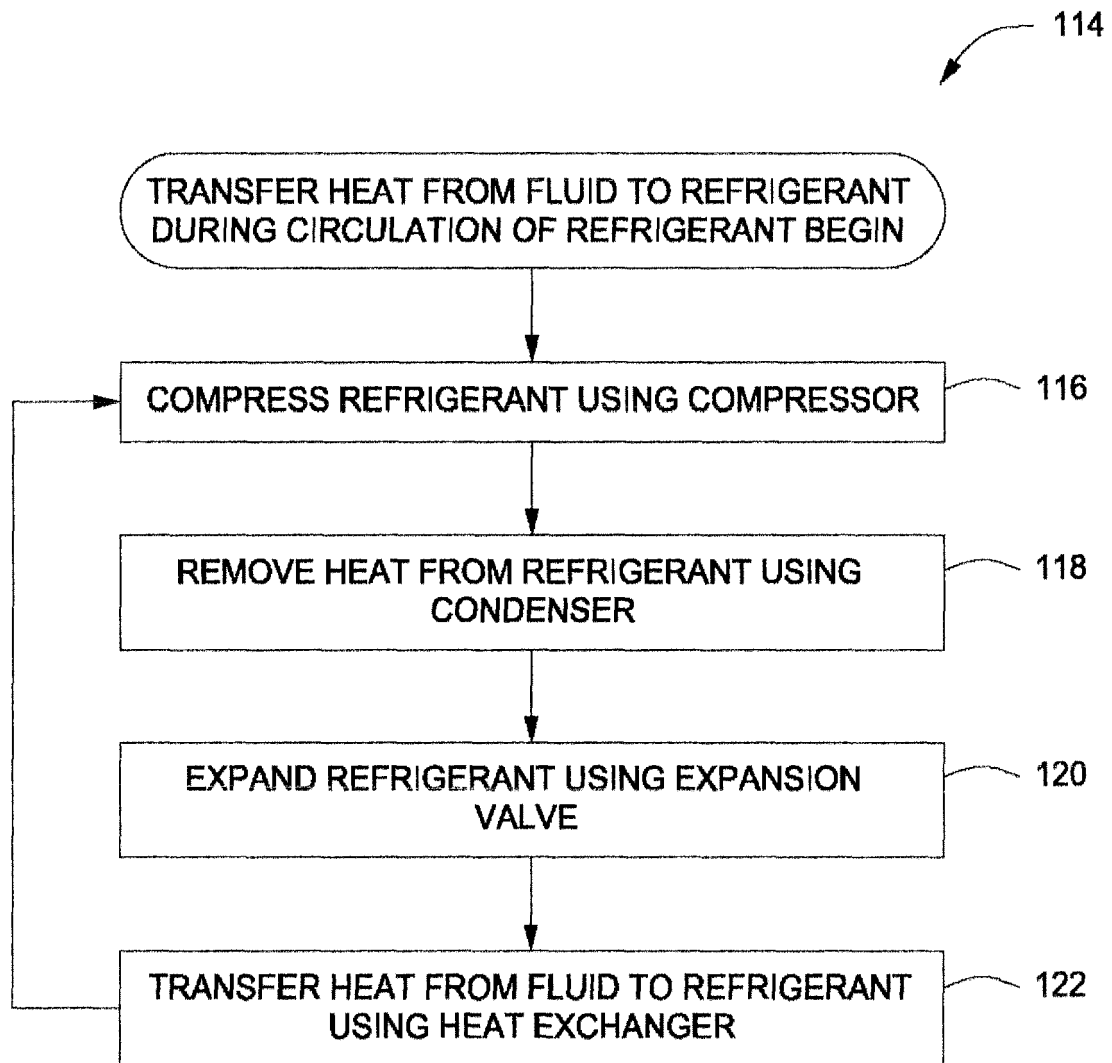 114
TRANSFER HEAT FROM FLUID TO REFRIGERANT
DURING CIRCULATION OF REFRIGERANT BEGIN
COMPRESS REFRIGERANT USING COMPRESSOR
116
REMOVE HEAT FROM REFRIGERANT USING
CONDENSER
118
EXPAND REFRIGERANT USING EXPANSION
VALVE
120
TRANSFER HEAT FROM FLUID TO REFRIGERANT
USING HEAT EXCHANGER
122